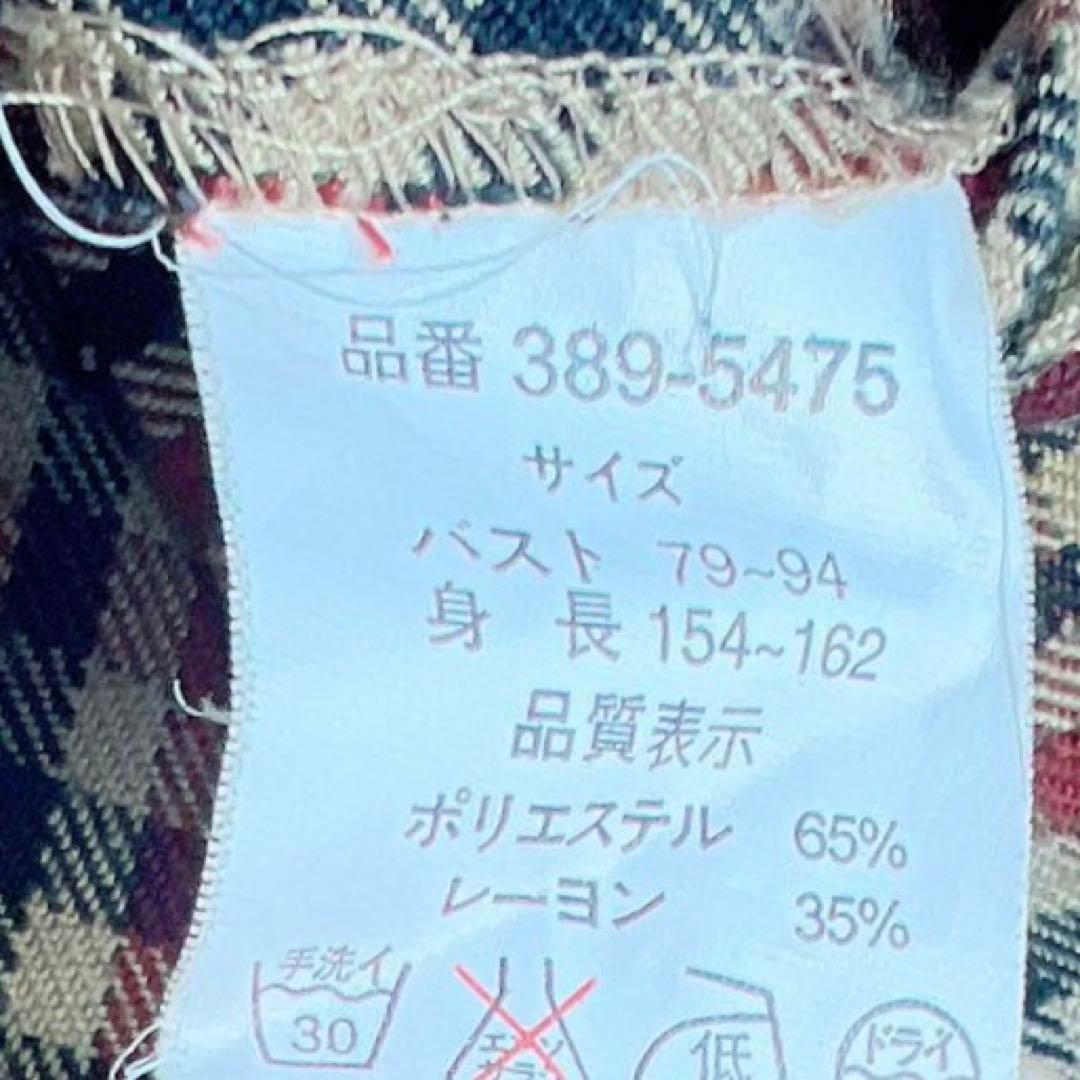 品番 389-5475
サイズ
バスト 79~94
身 長 154~162
品質表示
ポリエステル 65%
レーヨン 35%
手洗イ
30
低
ドライ